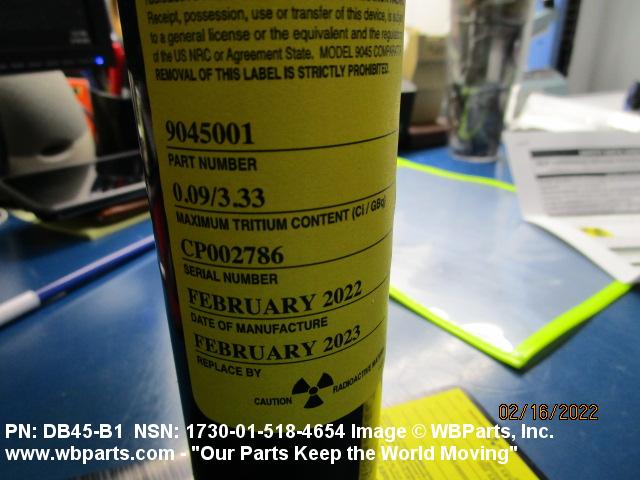 Receipt, possession, use or transfer of this device, is
to a general license or the equivalent and the regulation
of the US NRC or Agreement State. MODEL 9045
REMOVAL OF THIS LABEL IS STRICTLY PROHIBITED.
9045001
PART NUMBER
0.09/3.33
MAXIMUM TRITIUM CONTENT (Ci / GBq)
CP002786
SERIAL NUMBER
FEBRUARY 2022
DATE OF MANUFACTURE
FEBRUARY 2023
REPLACE BY
CAUTION RADIOACTIVE
02/16/2022
PN: DB45-B1 NSN: 1730-01-518-4654 Image © WBParts, Inc.
www.wbparts.com - "Our Parts Keep the World Moving"